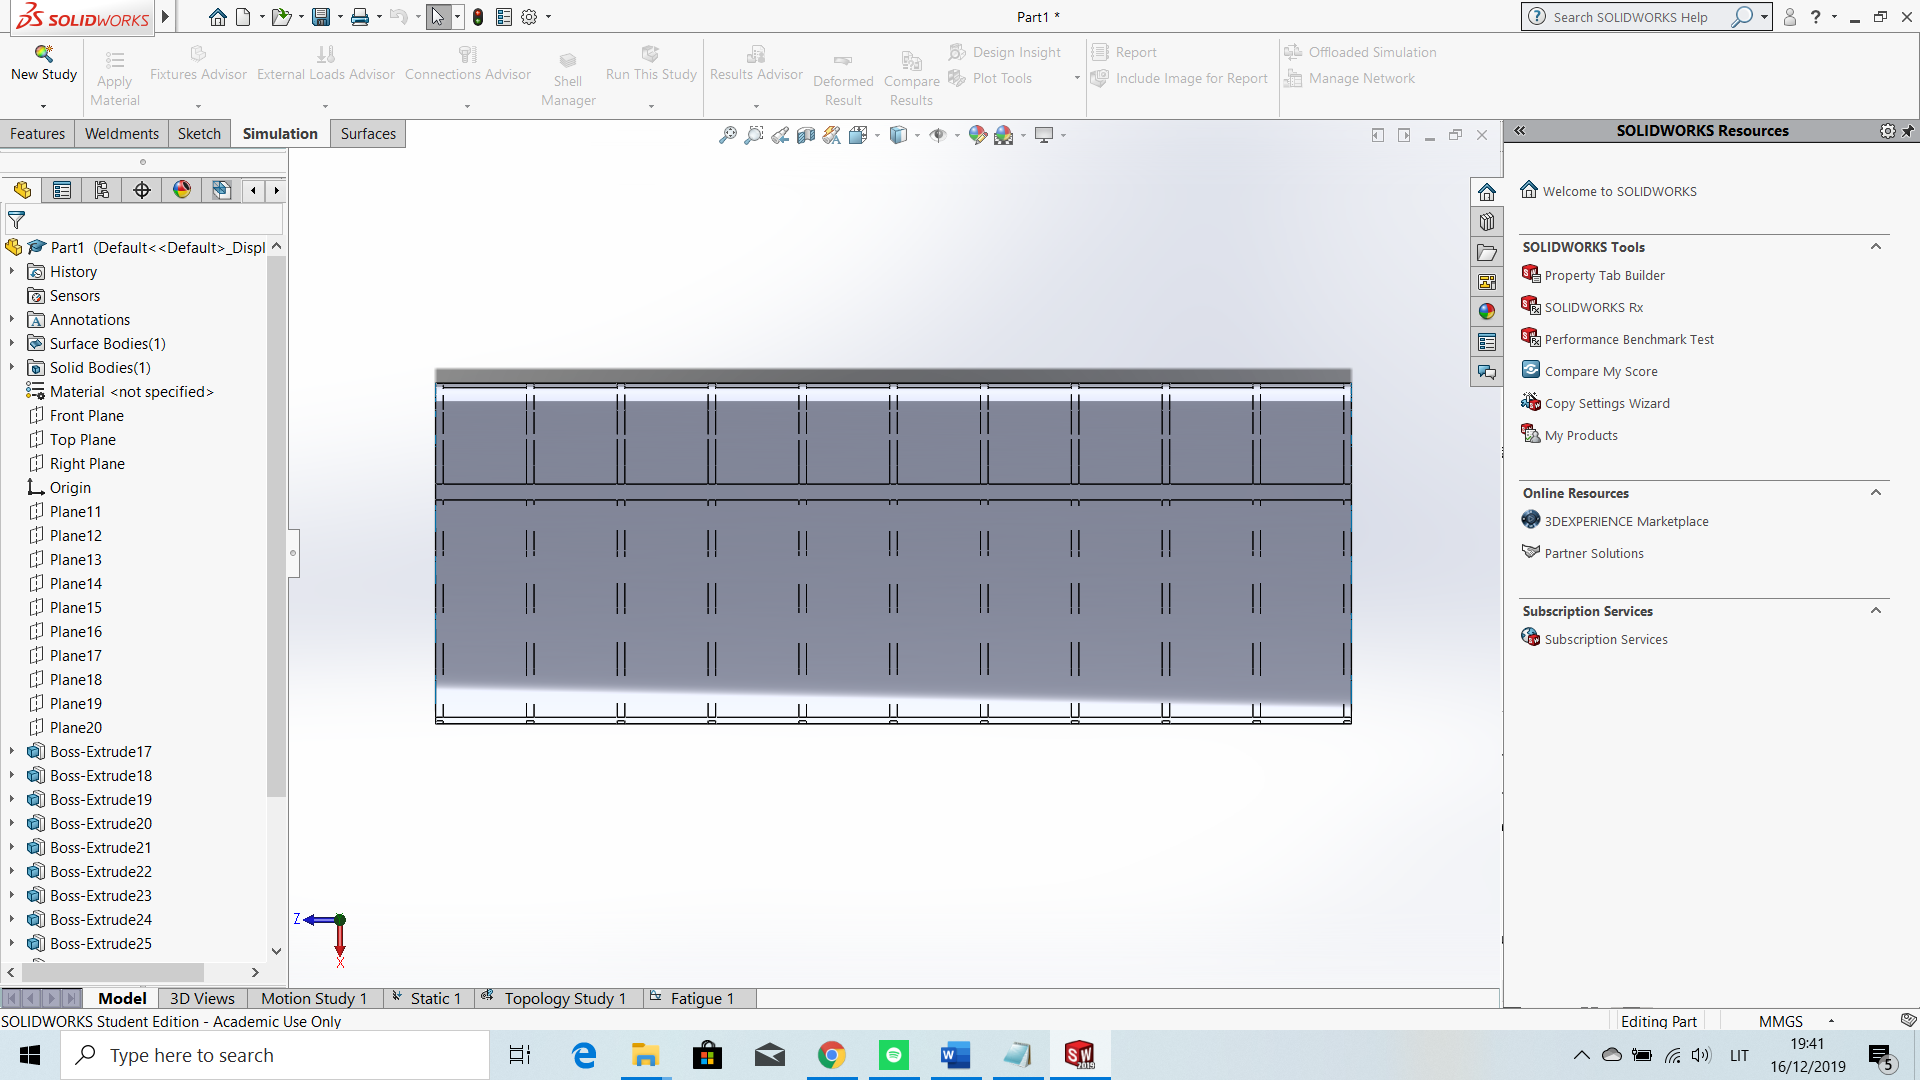 SOLIDWORKS
Part1 *
Search SOLIDWORKS Help
New Study
Apply Material
Fixtures Advisor
External Loads Advisor
Connections Advisor
Shell Manager
Run This Study
Results Advisor
Deformed Result
Compare Results
Design Insight
Plot Tools
Report
Include Image for Report
Offloaded Simulation
Manage Network
Features
Weldments
Sketch
Simulation
Surfaces
Part1 (Default<<Default>_Displ
History
Sensors
Annotations
Surface Bodies(1)
Solid Bodies(1)
Material <not specified>
Front Plane
Top Plane
Right Plane
Origin
Plane11
Plane12
Plane13
Plane14
Plane15
Plane16
Plane17
Plane18
Plane19
Plane20
Boss-Extrude17
Boss-Extrude18
Boss-Extrude19
Boss-Extrude20
Boss-Extrude21
Boss-Extrude22
Boss-Extrude23
Boss-Extrude24
Boss-Extrude25
Z
X
SOLIDWORKS Resources
Welcome to SOLIDWORKS
SOLIDWORKS Tools
Property Tab Builder
SOLIDWORKS Rx
Performance Benchmark Test
Compare My Score
Copy Settings Wizard
My Products
Online Resources
3DEXPERIENCE Marketplace
Partner Solutions
Subscription Services
Subscription Services
Model
3D Views
Motion Study 1
Static 1
Topology Study 1
Fatigue 1
SOLIDWORKS Student Edition - Academic Use Only
Editing Part
MMGS
Type here to search
LIT
19:41
16/12/2019
5